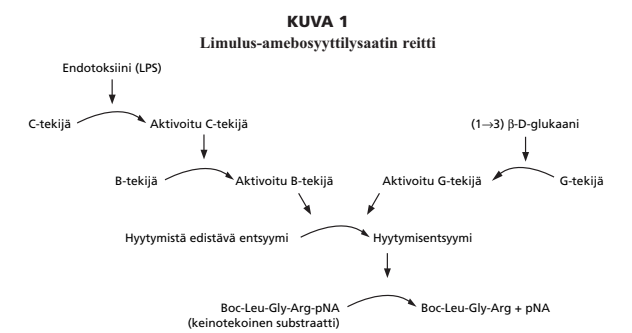 KUVA 1
Limulus-amebosyyttilysaatin reitti
Endotoksiini (LPS)
C-tekijä Aktivoitu C-tekijä (1→3) β-D-glukaani
B-tekijä Aktivoitu B-tekijä Aktivoitu G-tekijä G-tekijä
Hyytymistä edistävä entsyymi Hyytymisentsyymi
Boc-Leu-Gly-Arg-pNA Boc-Leu-Gly-Arg + pNA
(keinotekoinen substraatti)